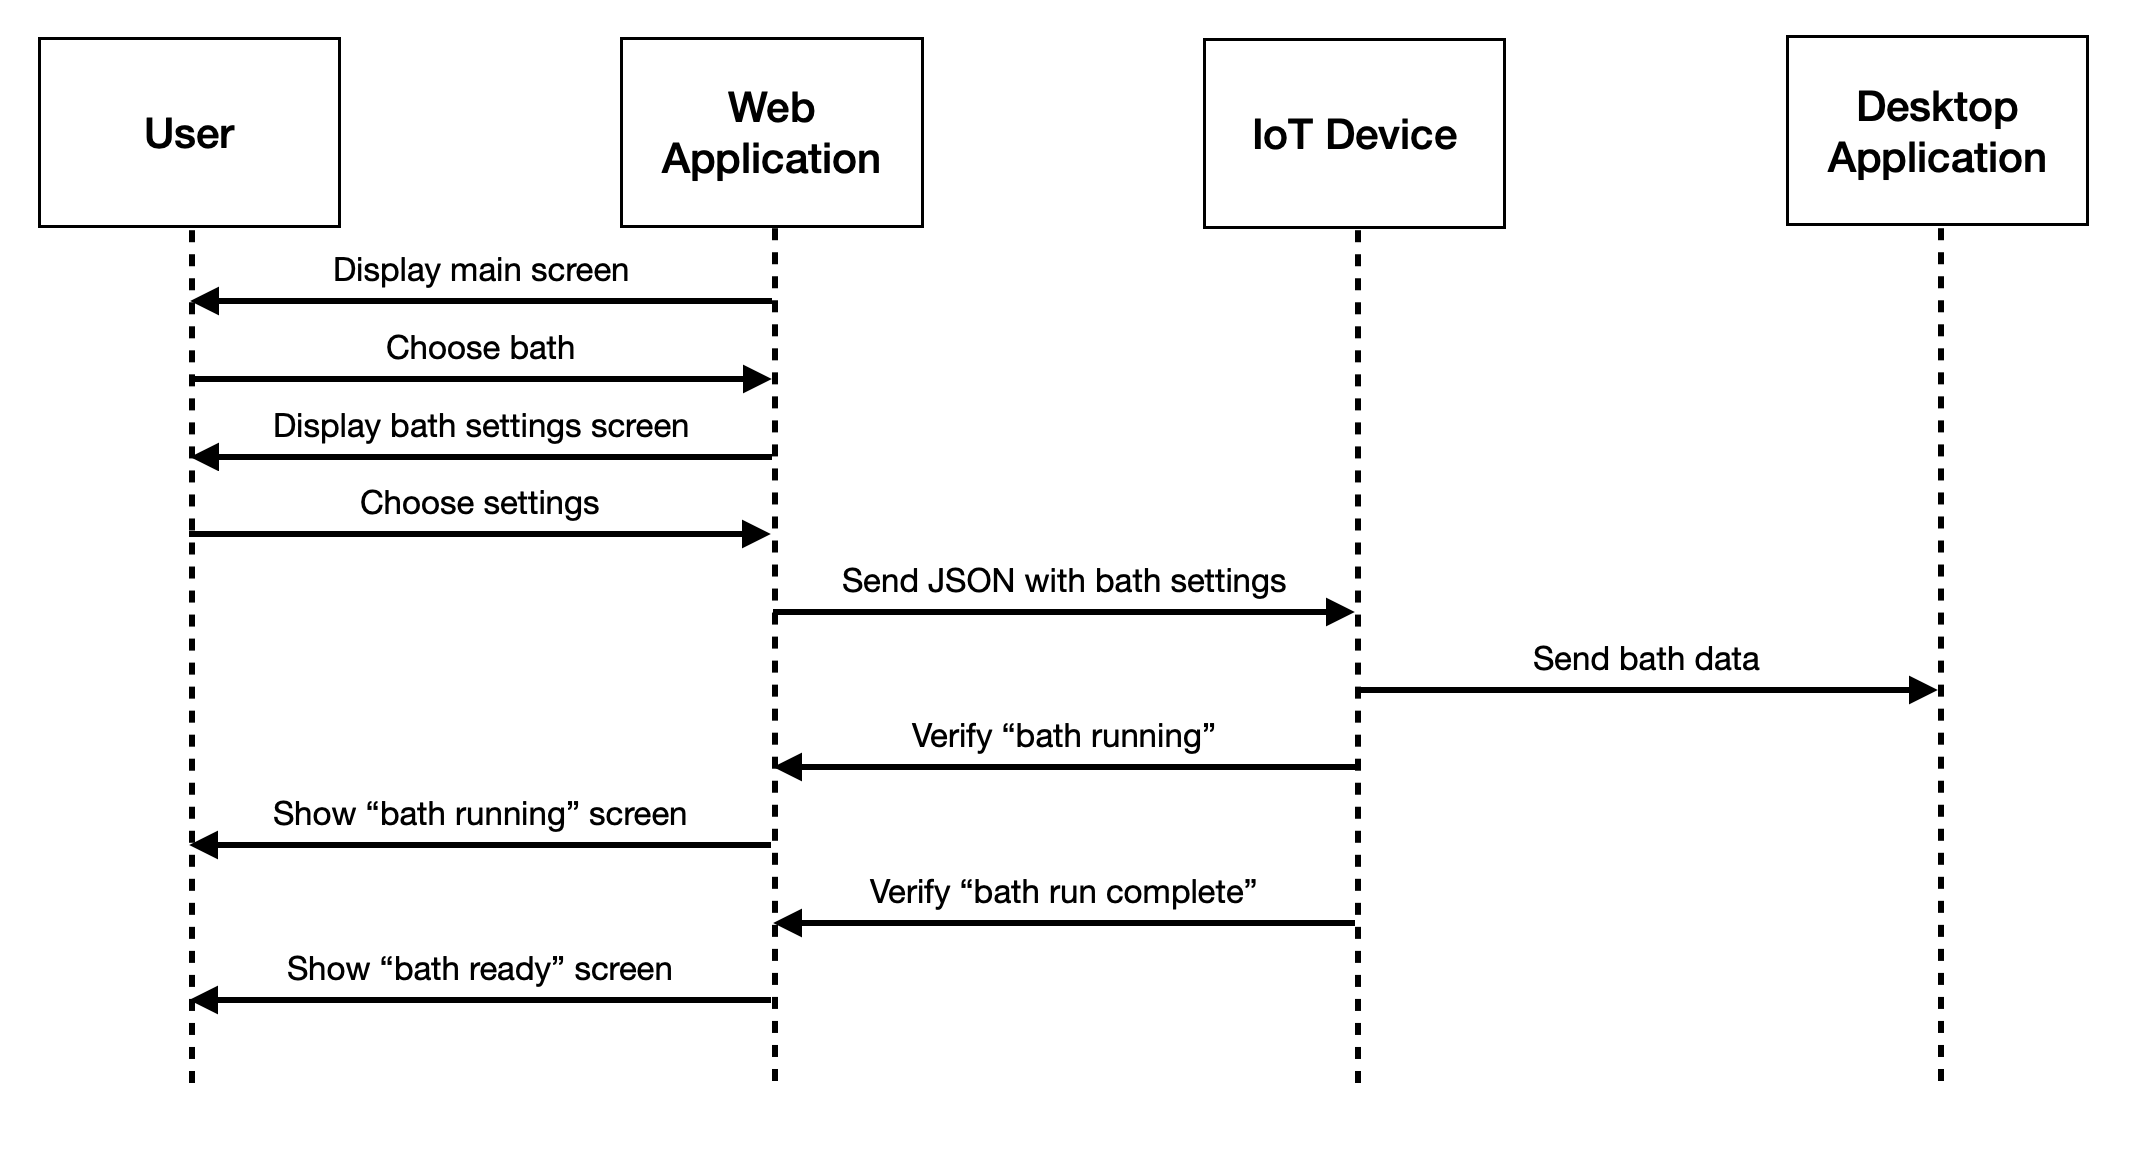 User
Web
Application
IoT Device
Desktop
Application
Display main screen
Choose bath
Display bath settings screen
Choose settings
Send JSON with bath settings
Send bath data
Verify “bath running”
Show “bath running” screen
Verify “bath run complete”
Show “bath ready” screen